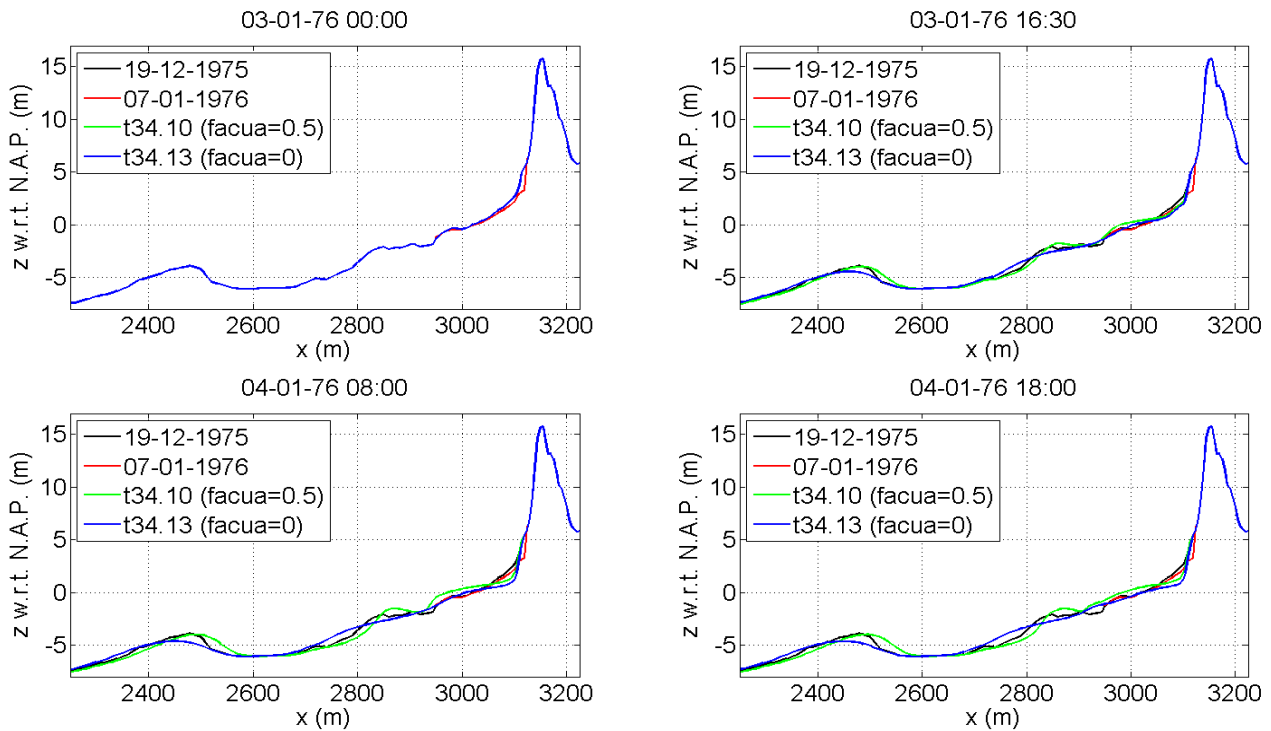 03-01-76 00:00
19-12-1975
07-01-1976
t34.10 (facua=0.5)
t34.13 (facua=0)
z w.r.t. N.A.P. (m)
15
10
5
0
-5
2400 2600 2800 3000 3200
x (m)
03-01-76 16:30
19-12-1975
07-01-1976
t34.10 (facua=0.5)
t34.13 (facua=0)
z w.r.t. N.A.P. (m)
15
10
5
0
-5
2400 2600 2800 3000 3200
x (m)
04-01-76 08:00
19-12-1975
07-01-1976
t34.10 (facua=0.5)
t34.13 (facua=0)
z w.r.t. N.A.P. (m)
15
10
5
0
-5
2400 2600 2800 3000 3200
x (m)
04-01-76 18:00
19-12-1975
07-01-1976
t34.10 (facua=0.5)
t34.13 (facua=0)
z w.r.t. N.A.P. (m)
15
10
5
0
-5
2400 2600 2800 3000 3200
x (m)